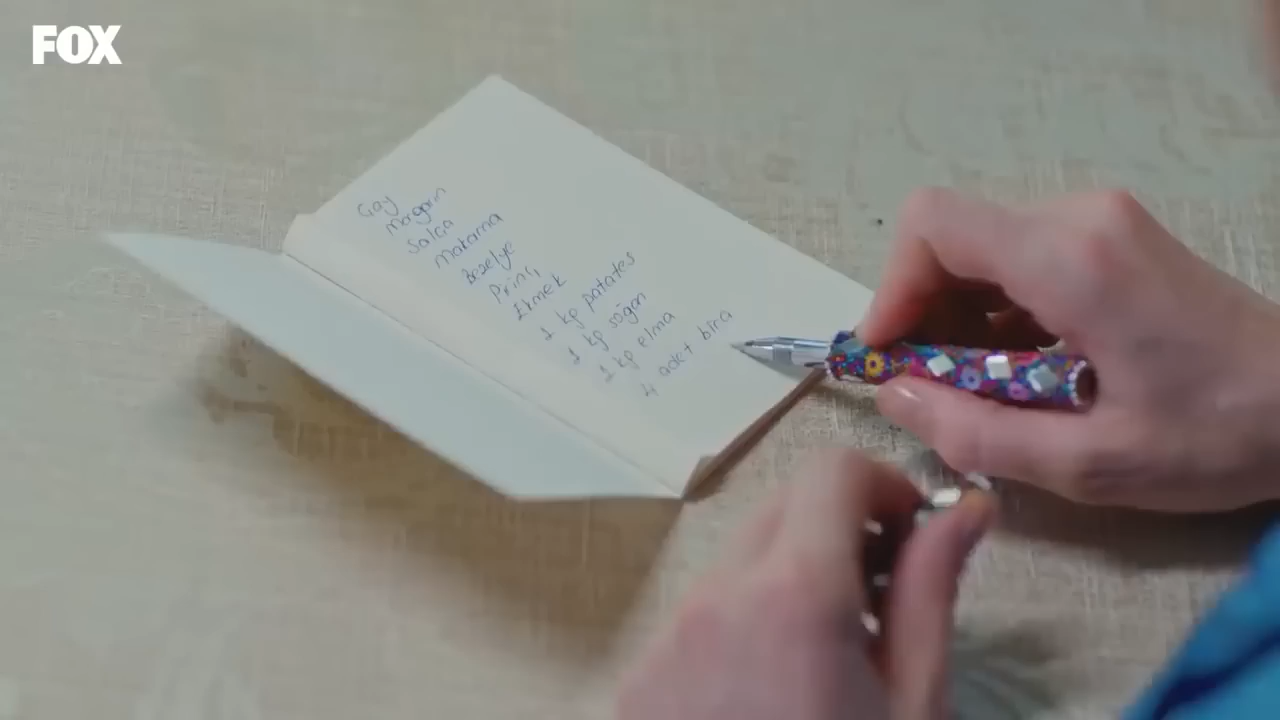 FOX
Çay
Margarin
Salça
Makarna
Bezelye
Pirinç
Ekmek
1 kg patates
1 kg soğan
1 kg elma
4 adet bira